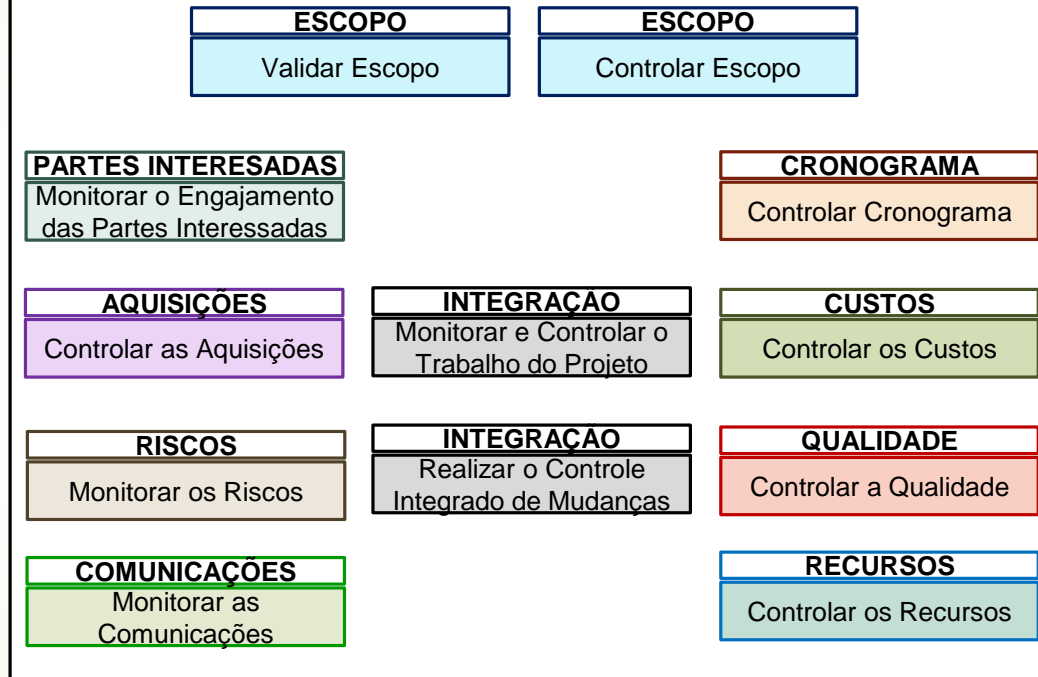 ESCOPO
Validar Escopo
ESCOPO
Controlar Escopo
PARTES INTERESADAS
Monitorar o Engajamento
das Partes Interessadas
CRONOGRAMA
Controlar Cronograma
AQUISIÇÕES
Controlar as Aquisições
INTEGRAÇÃO
Monitorar e Controlar o
Trabalho do Projeto
CUSTOS
Controlar os Custos
RISCOS
Monitorar os Riscos
INTEGRAÇÃO
Realizar o Controle
Integrado de Mudanças
QUALIDADE
Controlar a Qualidade
COMUNICAÇÕES
Monitorar as
Comunicações
RECURSOS
Controlar os Recursos